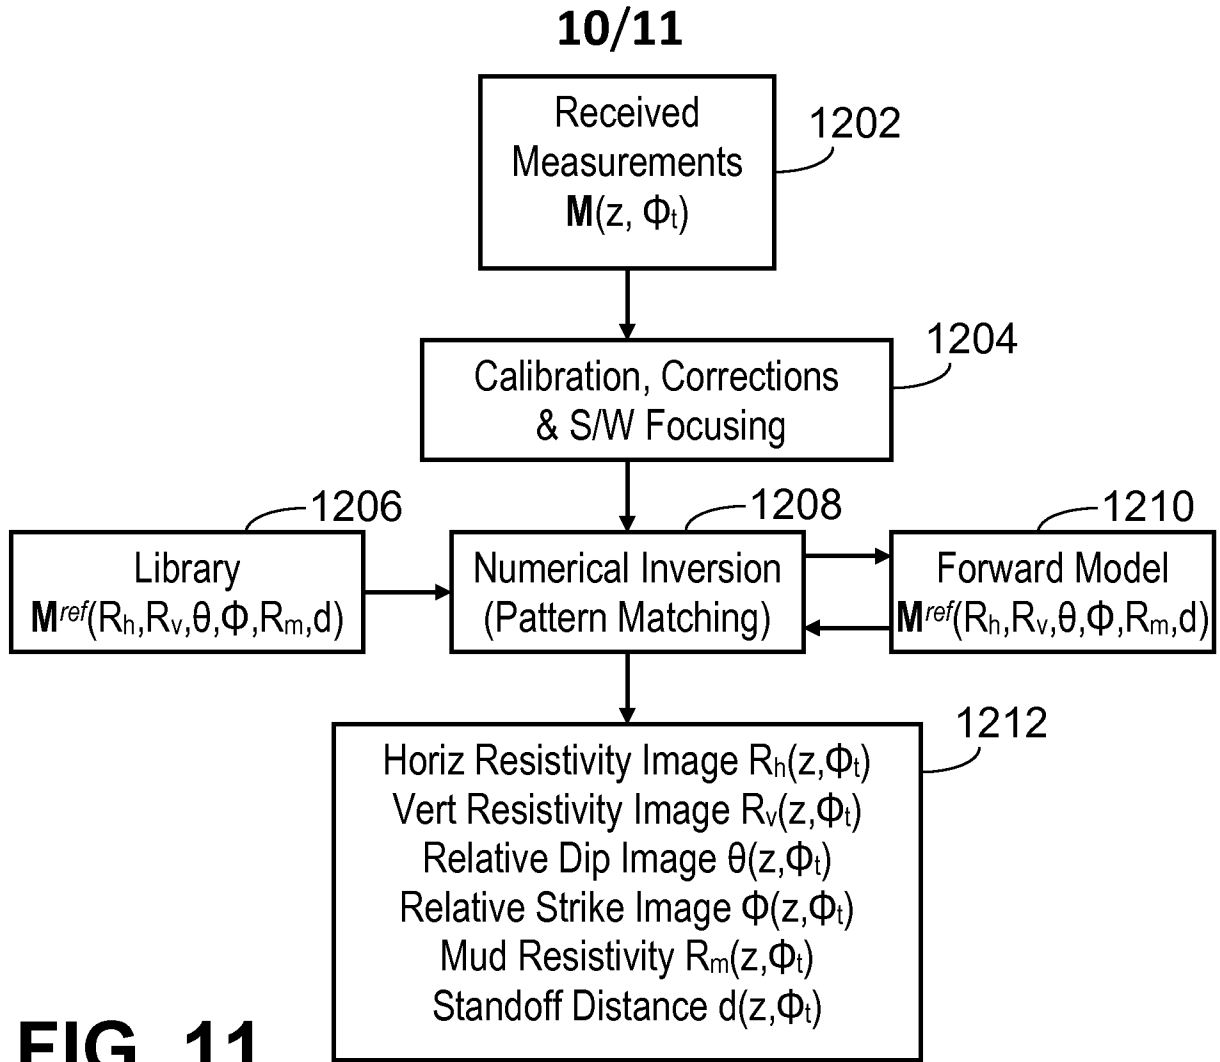 10/11
Received
Measurements
M(z, Φt)
1202
Calibration, Corrections
& S/W Focusing
1204
Library
M^ref(Rh,Rv,θ,Φ,Rm,d)
1206
Numerical Inversion
(Pattern Matching)
1208
Forward Model
M^ref(Rh,Rv,θ,Φ,Rm,d)
1210
Horiz Resistivity Image Rh(z,Φt)
Vert Resistivity Image Rv(z,Φt)
Relative Dip Image θ(z,Φt)
Relative Strike Image Φ(z,Φt)
Mud Resistivity Rm(z,Φt)
Standoff Distance d(z,Φt)
1212
FIG. 11